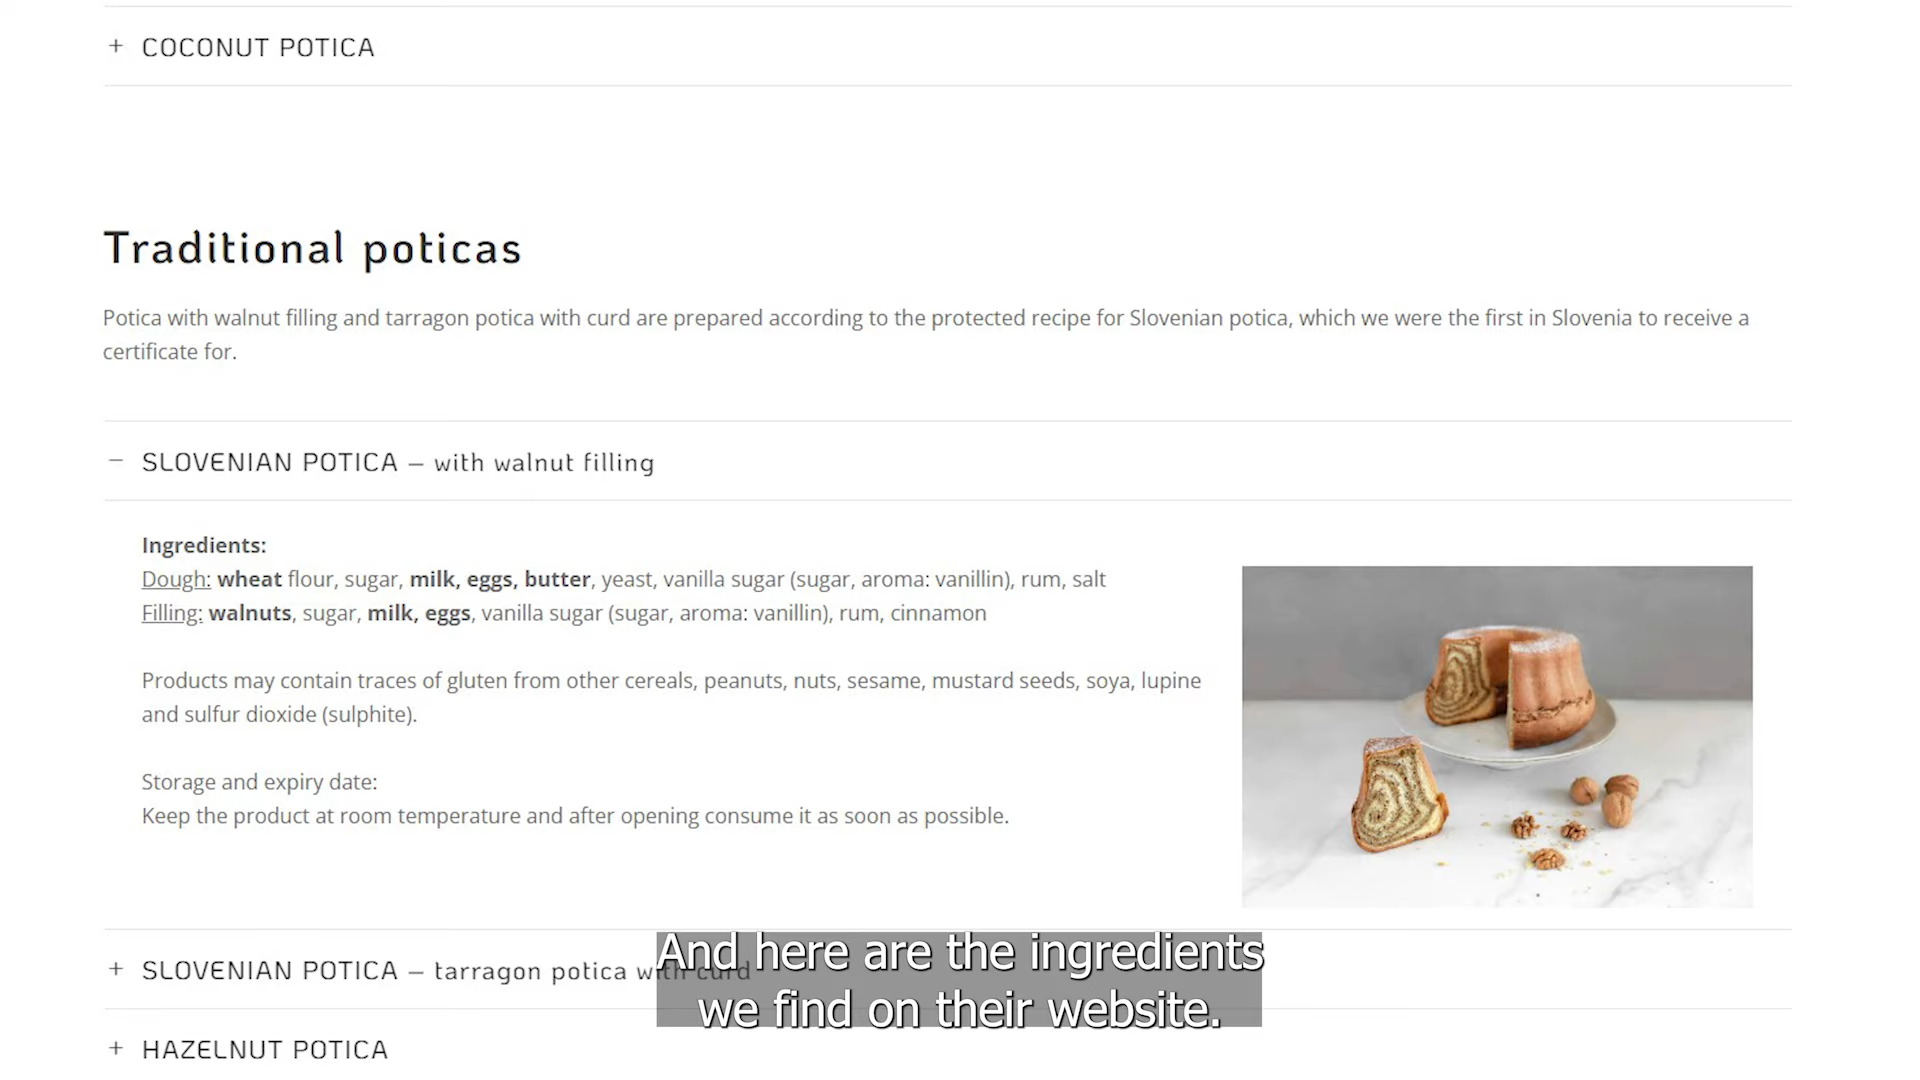 + COCONUT POTICA
Traditional poticas
Potica with walnut filling and tarragon potica with curd are prepared according to the protected recipe for Slovenian potica, which we were the first in Slovenia to receive a
certificate for.
− SLOVENIAN POTICA – with walnut filling
Ingredients:
Dough: wheat flour, sugar, milk, eggs, butter, yeast, vanilla sugar (sugar, aroma: vanillin), rum, salt
Filling: walnuts, sugar, milk, eggs, vanilla sugar (sugar, aroma: vanillin), rum, cinnamon
Products may contain traces of gluten from other cereals, peanuts, nuts, sesame, mustard seeds, soya, lupine
and sulfur dioxide (sulphite).
Storage and expiry date:
Keep the product at room temperature and after opening consume it as soon as possible.
+ SLOVENIAN POTICA – tarragon potica with curd
And here are the ingredients
we find on their website.
+ HAZELNUT POTICA